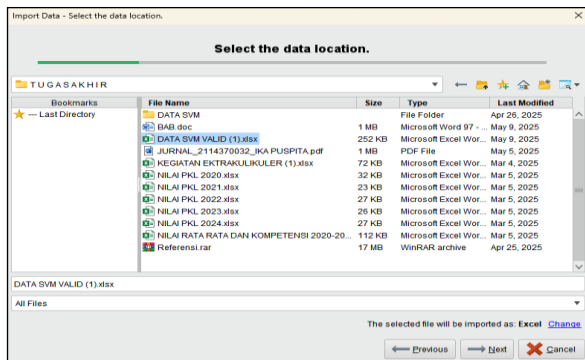 Import Data - Select the data location.
Select the data location.
TUGASAKHIR
Bookmarks File Name Size Type Last Modified
--- Last Directory
DATA SVM File Folder Apr 26, 2025
BAB.doc 1 MB Microsoft Word 97 - ... May 9, 2025
DATA SVM VALID (1).xlsx 252 KB Microsoft Excel Wor... May 9, 2025
JURNAL_2114370032_IKA PUSPITA.pdf 1 MB PDF File May 5, 2025
KEGIATAN EKTRAKULIKULER (1).xlsx 72 KB Microsoft Excel Wor... Mar 4, 2025
NILAI PKL 2020.xlsx 32 KB Microsoft Excel Wor... Mar 5, 2025
NILAI PKL 2021.xlsx 23 KB Microsoft Excel Wor... Mar 5, 2025
NILAI PKL 2022.xlsx 27 KB Microsoft Excel Wor... Mar 5, 2025
NILAI PKL 2023.xlsx 26 KB Microsoft Excel Wor... Mar 5, 2025
NILAI PKL 2024.xlsx 27 KB Microsoft Excel Wor... Mar 5, 2025
NILAI RATA RATA DAN KOMPETENSI 2020-20... 112 KB Microsoft Excel Wor... Mar 5, 2025
Referensi.rar 17 MB WinRAR archive Apr 25, 2025
DATA SVM VALID (1).xlsx
All Files
The selected file will be imported as: Excel Change
Previous Next Cancel